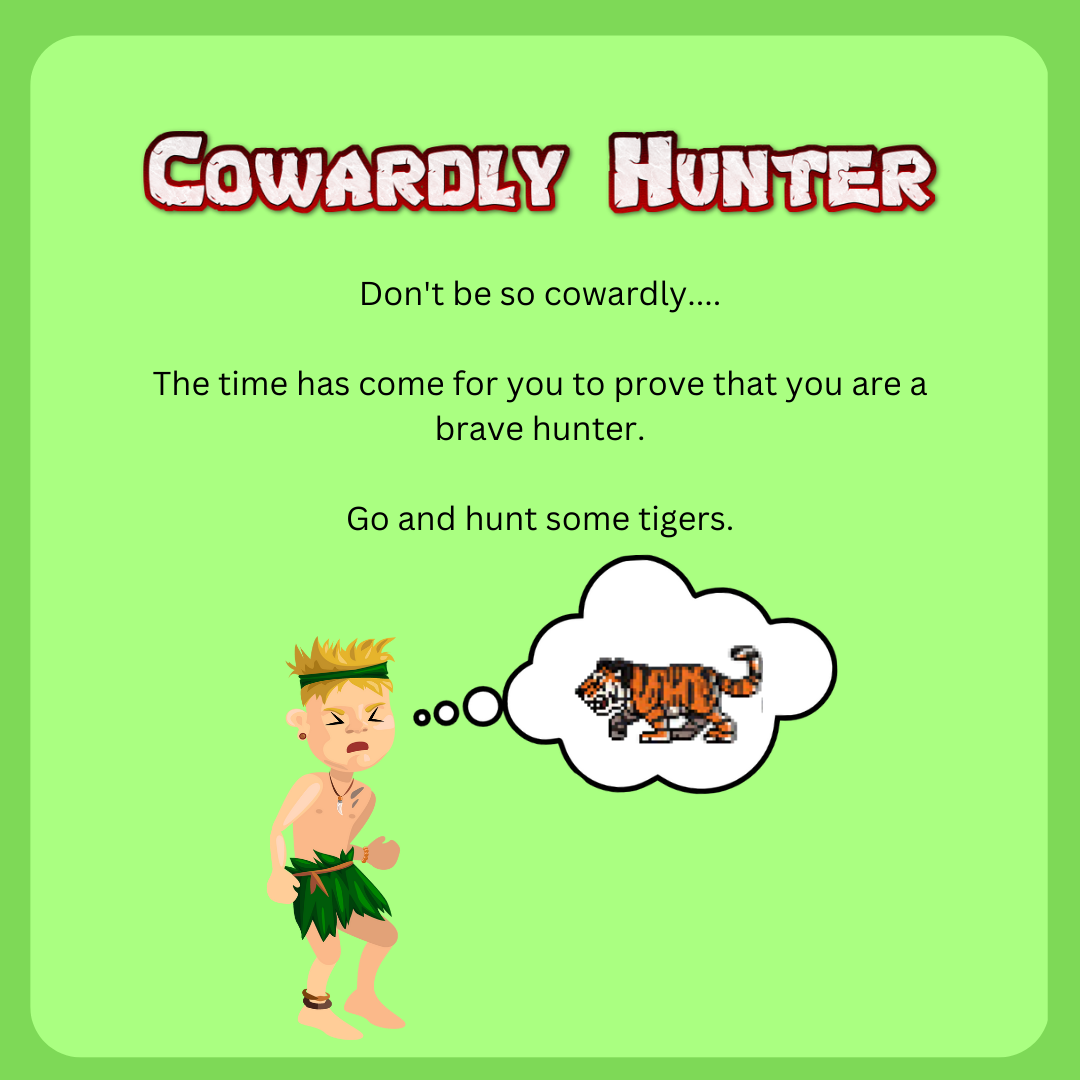 Cowardly Hunter
Don't be so cowardly....
The time has come for you to prove that you are a
brave hunter.
Go and hunt some tigers.